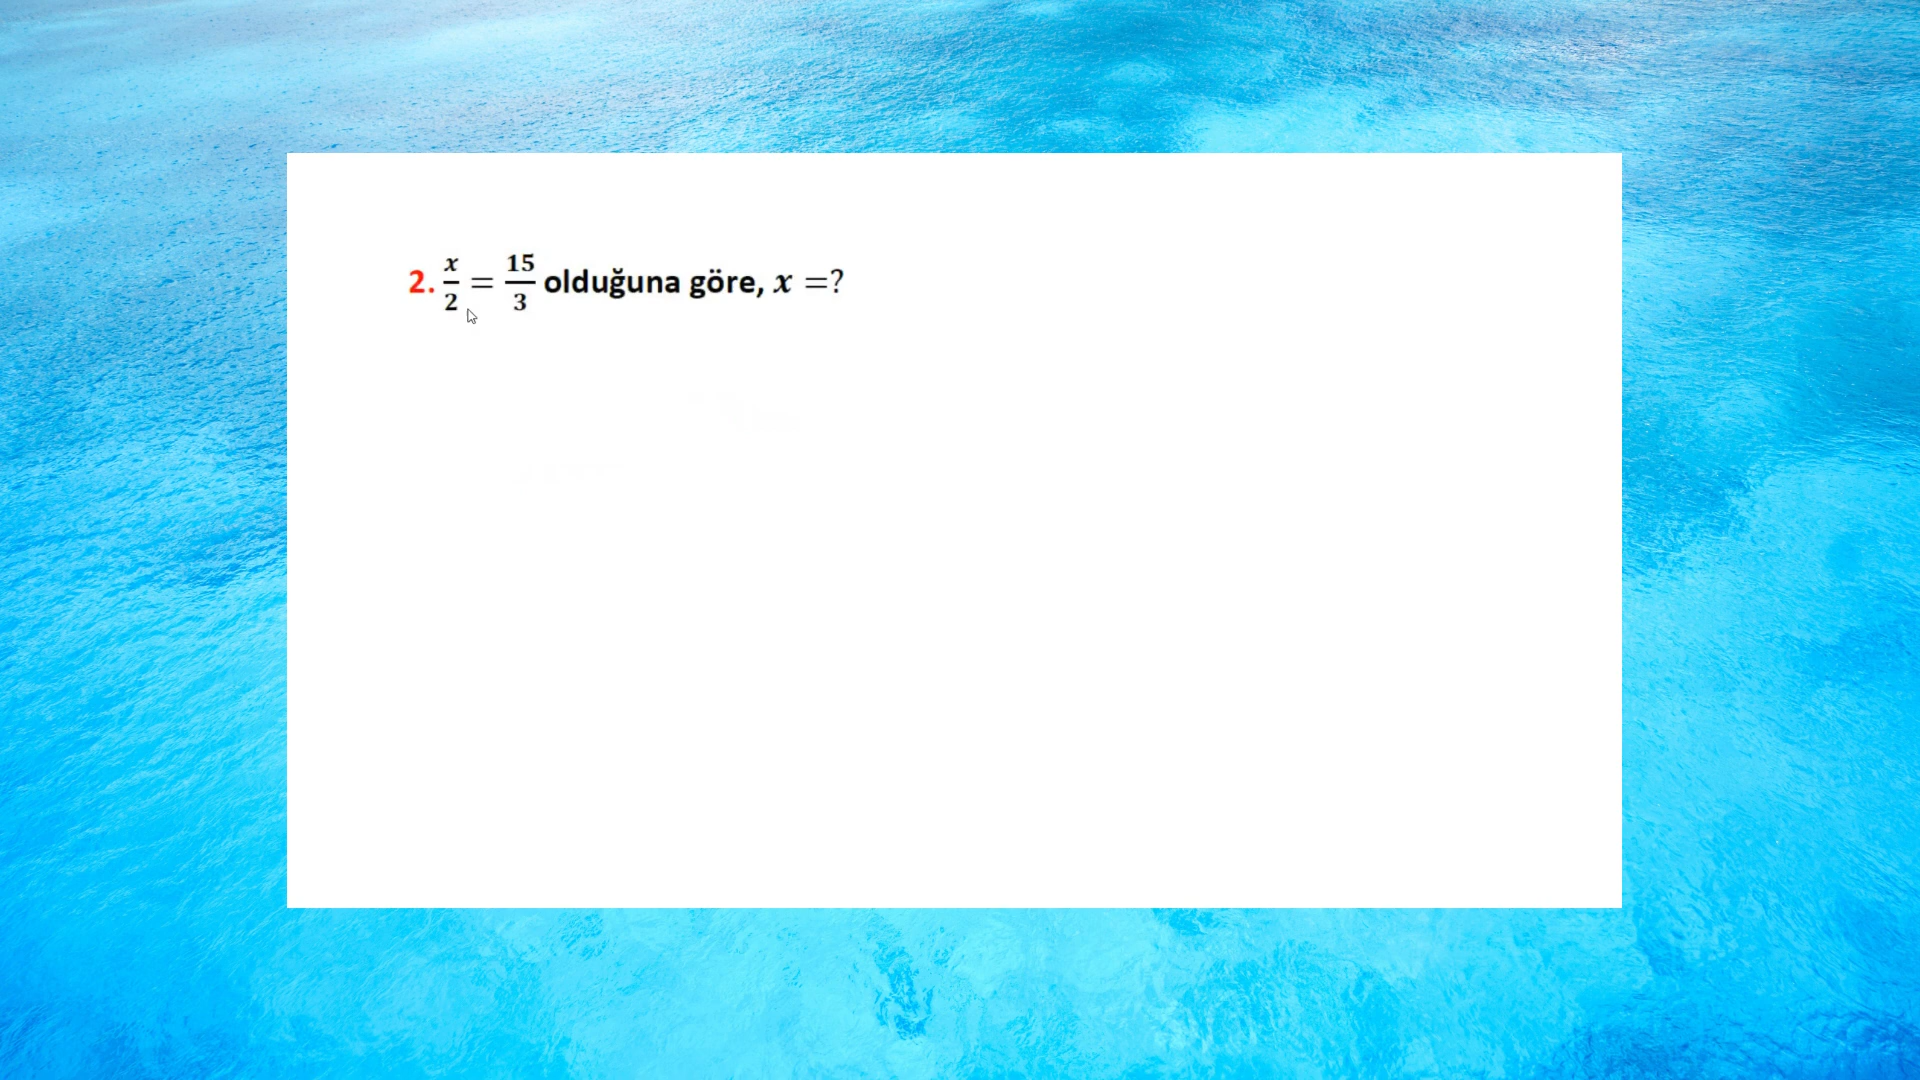 2. x/2 = 15/3 olduğuna göre, x =?